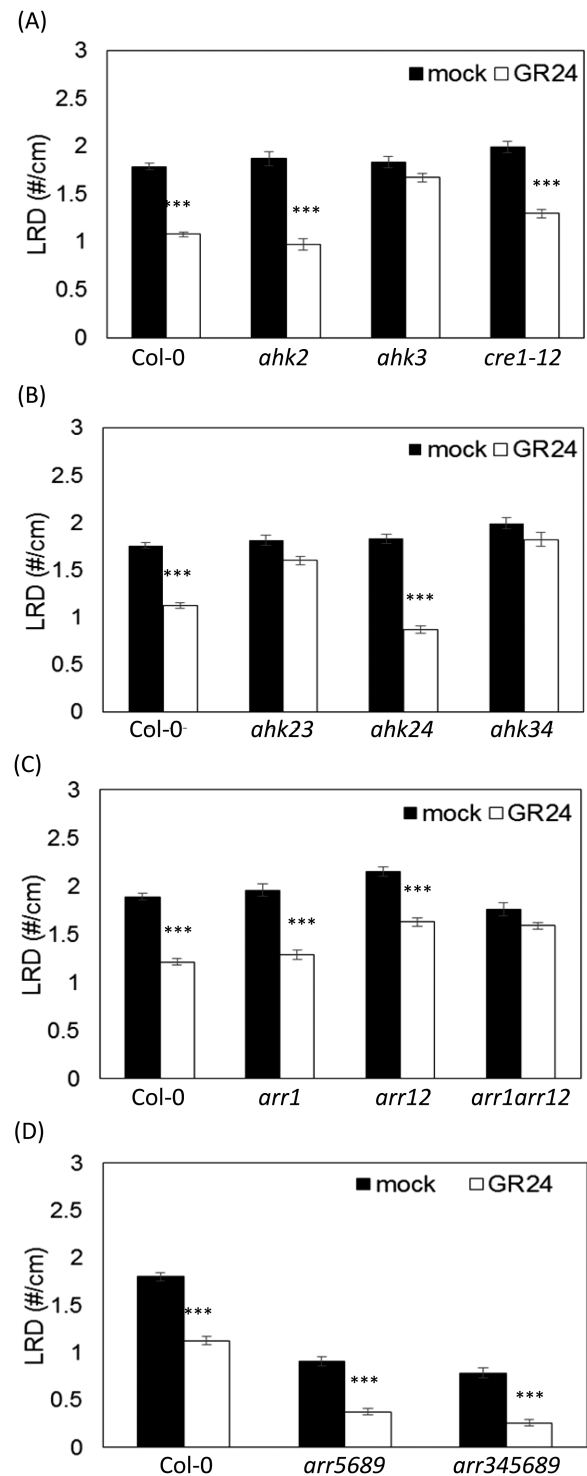 (A)
3
mock GR24
2.5
2
1.5
1
0.5
0
LRD (#/cm)
*** *** ***
Col-0 ahk2 ahk3 cre1-12
(B)
3
mock GR24
2.5
2
1.5
1
0.5
0
LRD (#/cm)
*** ***
Col-0- ahk23 ahk24 ahk34
(C)
3
mock GR24
2.5
2
1.5
1
0.5
0
LRD (#/cm)
*** *** ***
Col-0 arr1 arr12 arr1arr12
(D)
3
mock GR24
2.5
2
1.5
1
0.5
0
LRD (#/cm)
*** *** ***
Col-0 arr5689 arr345689